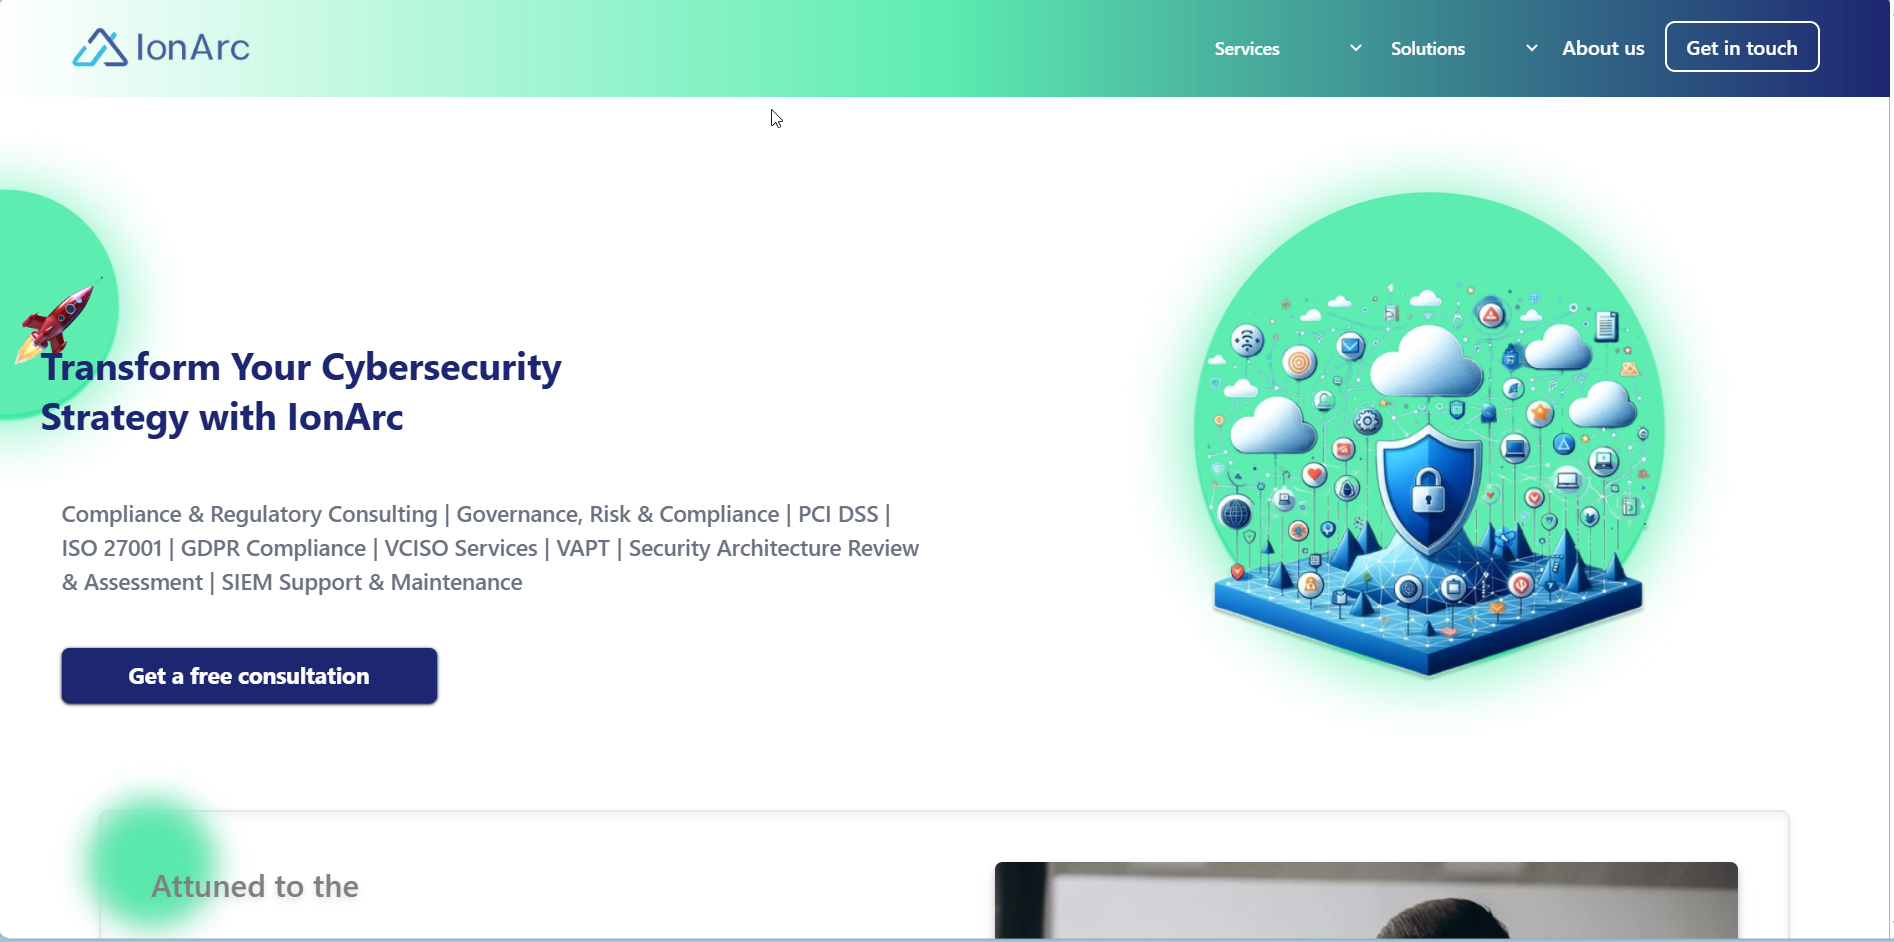 IonArc
Services
Solutions
About us
Get in touch
Transform Your Cybersecurity
Strategy with IonArc
Compliance & Regulatory Consulting | Governance, Risk & Compliance | PCI DSS |
ISO 27001 | GDPR Compliance | VCISO Services | VAPT | Security Architecture Review
& Assessment | SIEM Support & Maintenance
Get a free consultation
Attuned to the